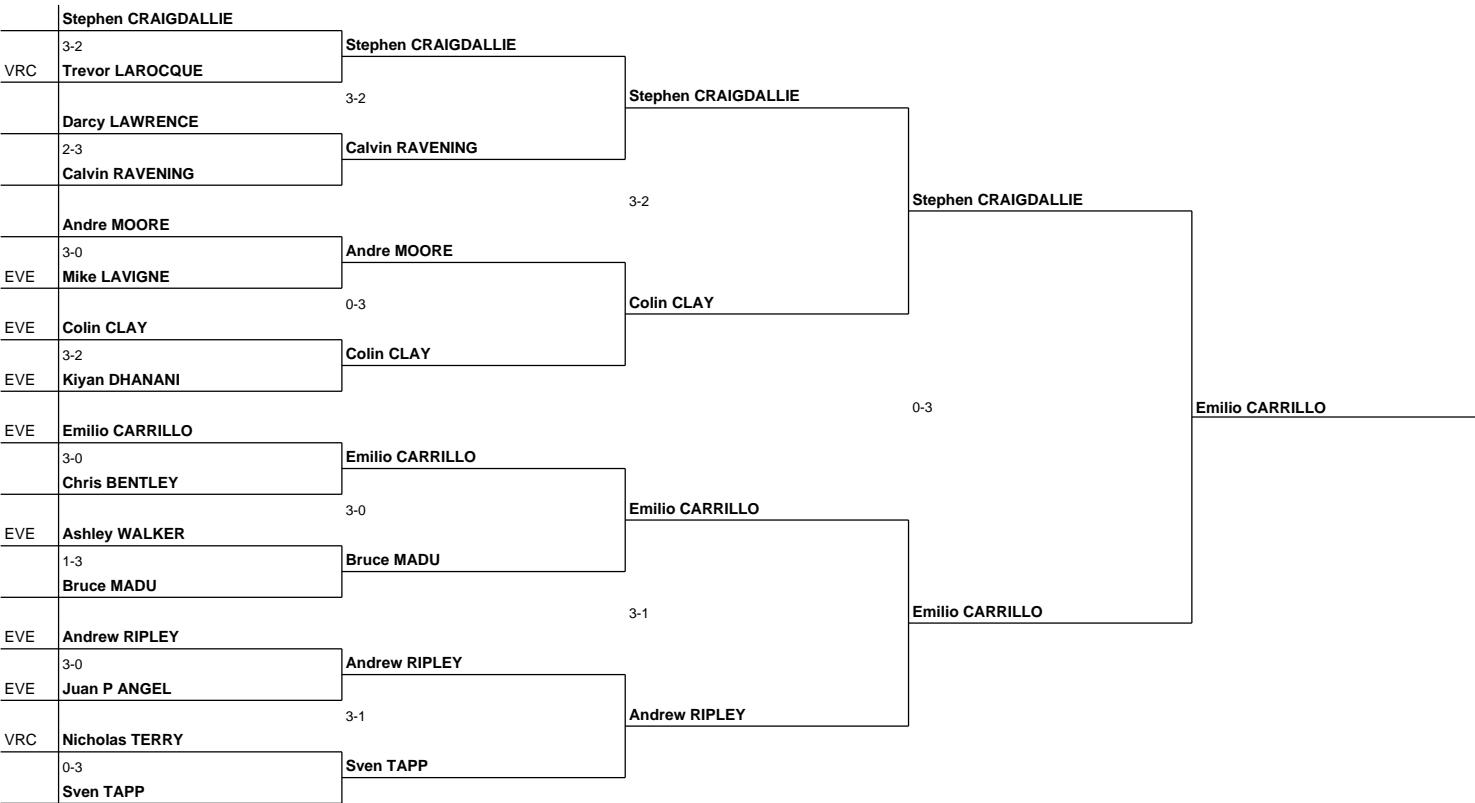 Stephen CRAIGDALLIE
3-2
Stephen CRAIGDALLIE
VRC Trevor LAROCQUE
3-2
Stephen CRAIGDALLIE
Darcy LAWRENCE
2-3
Calvin RAVENING
Calvin RAVENING
3-2
Stephen CRAIGDALLIE
Andre MOORE
3-0
Andre MOORE
EVE Mike LAVIGNE
0-3
Colin CLAY
EVE Colin CLAY
3-2
Colin CLAY
EVE Kiyan DHANANI
0-3
Emilio CARRILLO
EVE Emilio CARRILLO
3-0
Emilio CARRILLO
Chris BENTLEY
3-0
Emilio CARRILLO
EVE Ashley WALKER
1-3
Bruce MADU
Bruce MADU
3-1
Emilio CARRILLO
EVE Andrew RIPLEY
3-0
Andrew RIPLEY
EVE Juan P ANGEL
3-1
Andrew RIPLEY
VRC Nicholas TERRY
0-3
Sven TAPP
Sven TAPP